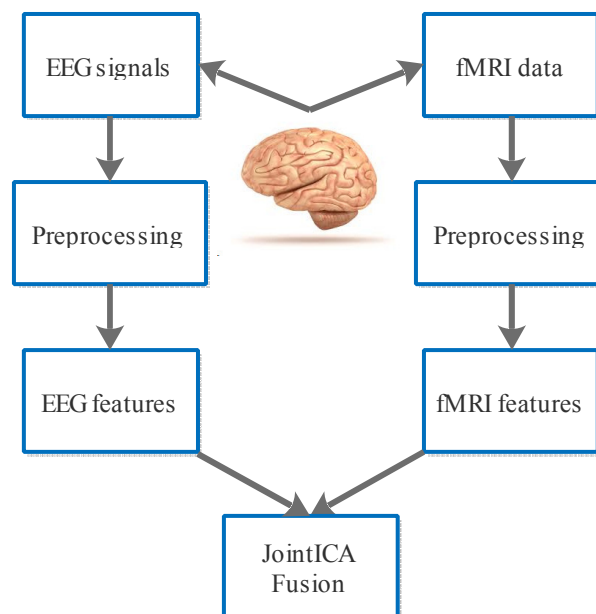 EEG signals
fMRI data
Preprocessing
Preprocessing
EEG features
fMRI features
JointICA
Fusion